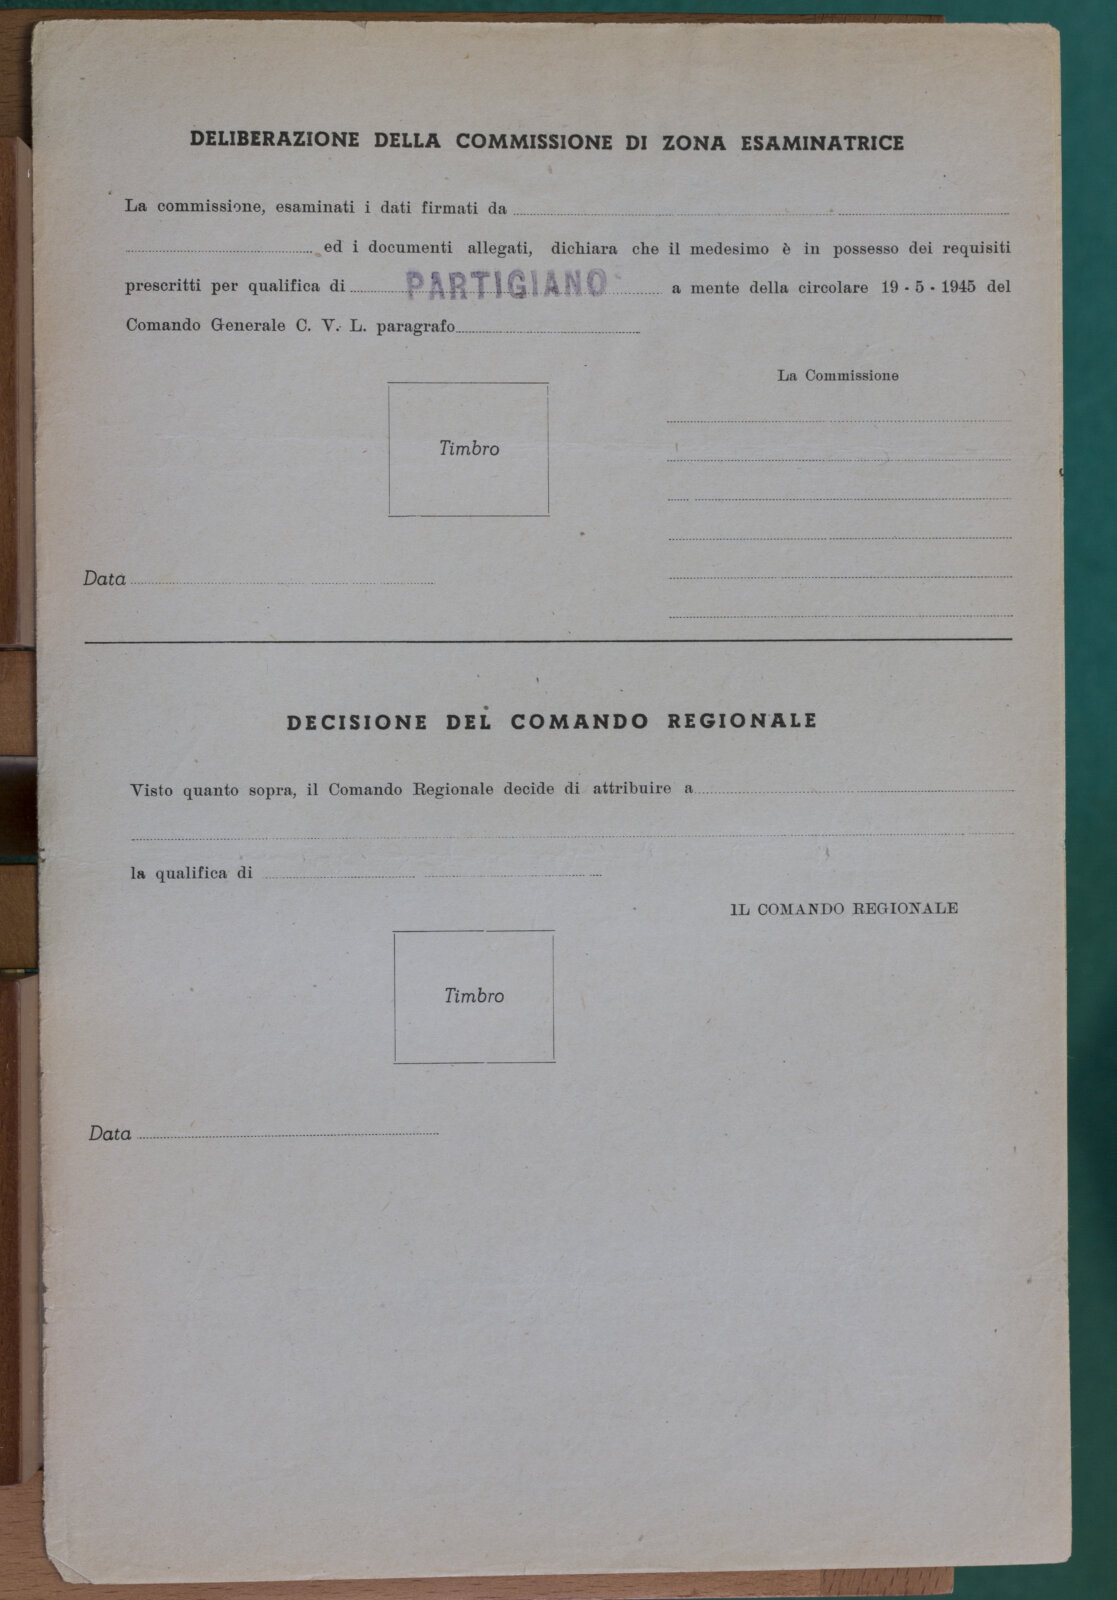 DELIBERAZIONE DELLA COMMISSIONE DI ZONA ESAMINATRICE
La commissione, esaminati i dati firmati da
ed i documenti allegati, dichiara che il medesimo è in possesso dei requisiti
prescritti per qualifica di PARTIGIANO a mente della circolare 19 - 5 - 1945 del
Comando Generale C. V. L. paragrafo
La Commissione
Timbro
Data
DECISIONE DEL COMANDO REGIONALE
Visto quanto sopra, il Comando Regionale decide di attribuire a
la qualifica di
IL COMANDO REGIONALE
Timbro
Data